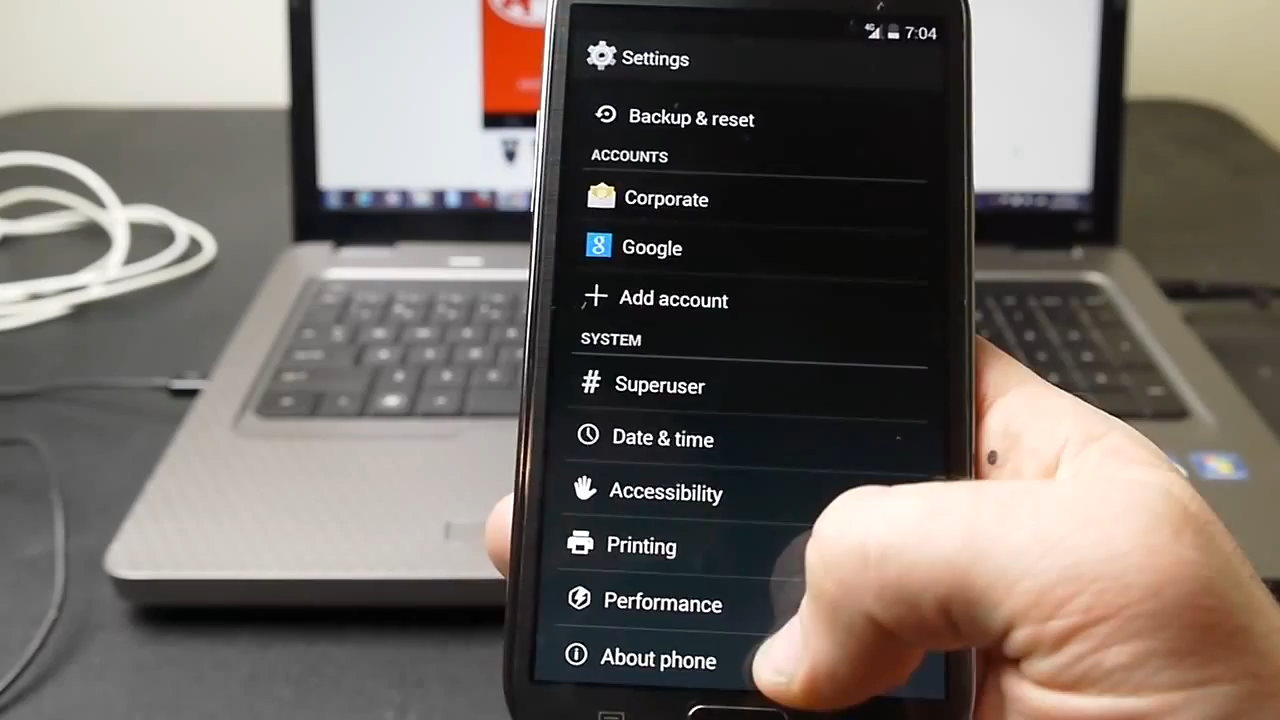 4G 7:04
Settings
Backup & reset
ACCOUNTS
Corporate
Google
Add account
SYSTEM
# Superuser
Date & time
Accessibility
Printing
Performance
About phone